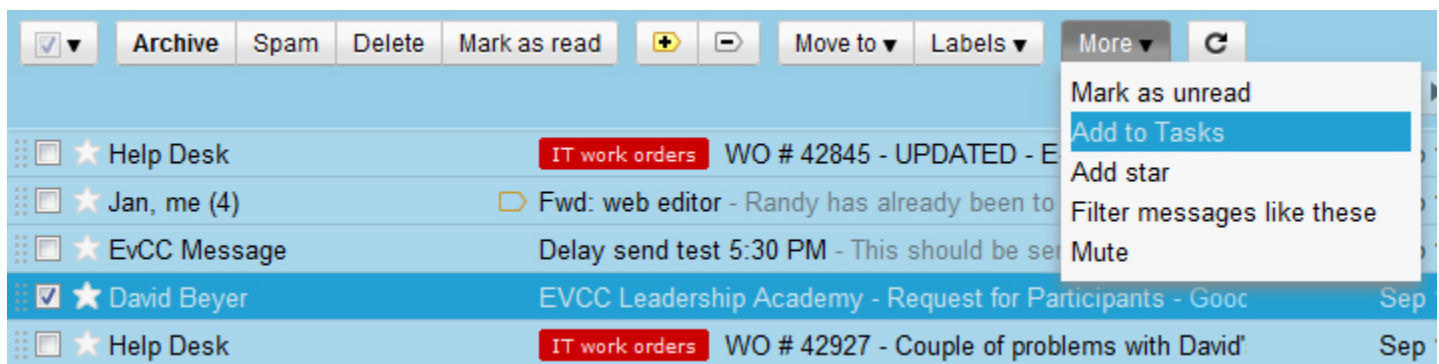 Archive Spam Delete Mark as read Move to Labels More
Mark as unread
Add to Tasks
Add star
Filter messages like these
Mute
Help Desk IT work orders WO # 42845 - UPDATED - E
Jan, me (4) Fwd: web editor - Randy has already been to
EvCC Message Delay send test 5:30 PM - This should be
David Beyer EVCC Leadership Academy - Request for Participants - Sep
Help Desk IT work orders WO # 42927 - Couple of problems with David' Sep